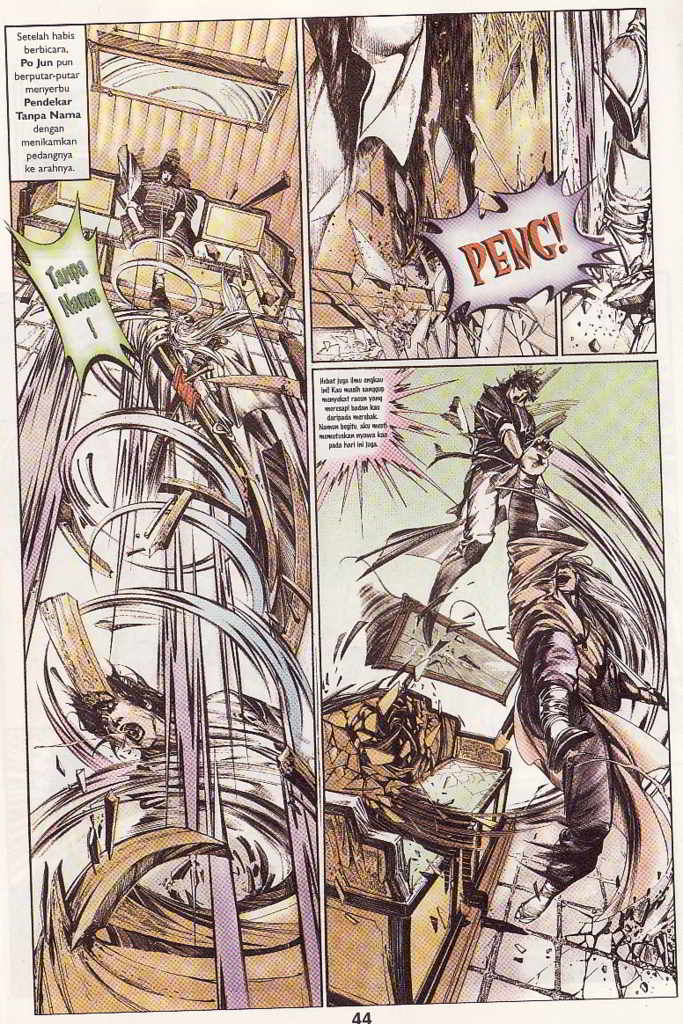 Setelah habis
berbicara,
Po Jun pun
berputar-putar
menyerbu
Pendekar
Tanpa Nama
dengan
menikamkan
pedangnya
ke arahnya.
Tanpa
Nama
!
PENG!
Hebat juga ilmu engkau
ini! Kau masih sanggup
menyekat racun yang
meresapi badan kau
daripada merebak.
Namun begitu, aku mesti
memutuskan nyawa kau
pada hari ini juga.
44